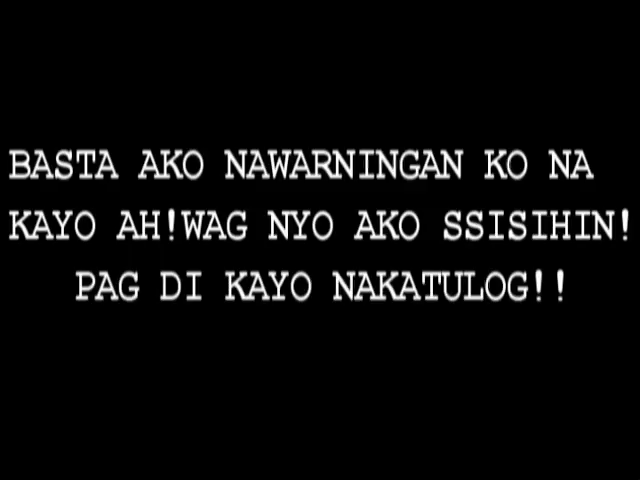 BASTA AKO NAWARNINGAN KO NA
KAYO AH!WAG NYO AKO SSISIHIN!
PAG DI KAYO NAKATULOG!!